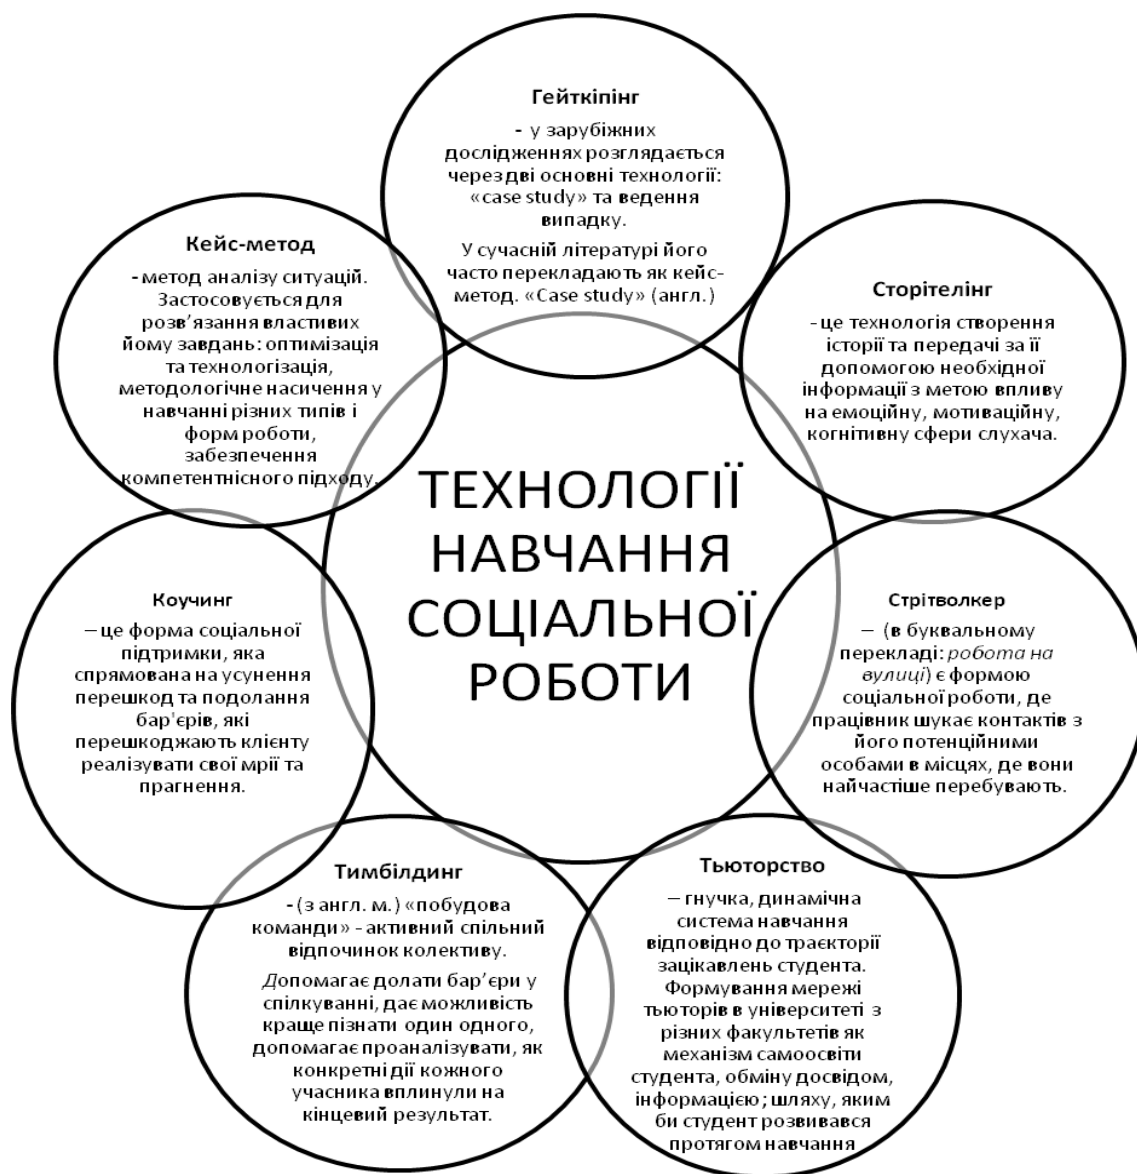 Гейткіпінг
- у зарубіжних
дослідженнях розглядається
через дві основні технології:
«case study» та ведення
випадку.
У сучасній літературі його
часто перекладають як кейс-
метод. «Case study» (англ.)
Сторітелінг
- це технологія створення
історії та передачі за її
допомогою необхідної
інформації з метою впливу
на емоційну, мотиваційну,
когнітивну сфери слухача.
Стрітволкер
– (в буквальному
перекладі: робота на
вулиці) є формою
соціальної роботи, де
працівник шукає контактів з
його потенційними
особами в місцях, де вони
найчастіше перебувають.
Тьюторство
– гнучка, динамічна
система навчання
відповідно до траєкторії
зацікавлень студента.
Формування мережі
тьюторів в університеті з
різних факультетів як
механізм самоосвіти
студента, обміну досвідом,
інформацією; шляху, яким
би студент розвивався
протягом навчання
Тимбілдинг
- (з англ. м.) «побудова
команди» - активний спільний
відпочинок колективу.
Допомагає долати бар’єри у
спілкуванні, дає можливість
краще пізнати один одного,
допомагає проаналізувати, як
конкретні дії кожного
учасника вплинули на
кінцевий результат.
Коучинг
– це форма соціальної
підтримки, яка
спрямована на усунення
перешкод та подолання
бар'єрів, які
перешкоджають клієнту
реалізувати свої мрії та
прагнення.
Кейс-метод
- метод аналізу ситуацій.
Застосовується для
розв’язання властивих
йому завдань: оптимізація
та технологізація,
методологічне насичення у
навчанні різних типів і
форм роботи,
забезпечення
компетентнісного підходу.
ТЕХНОЛОГІЇ
НАВЧАННЯ
СОЦІАЛЬНОЇ
РОБОТИ